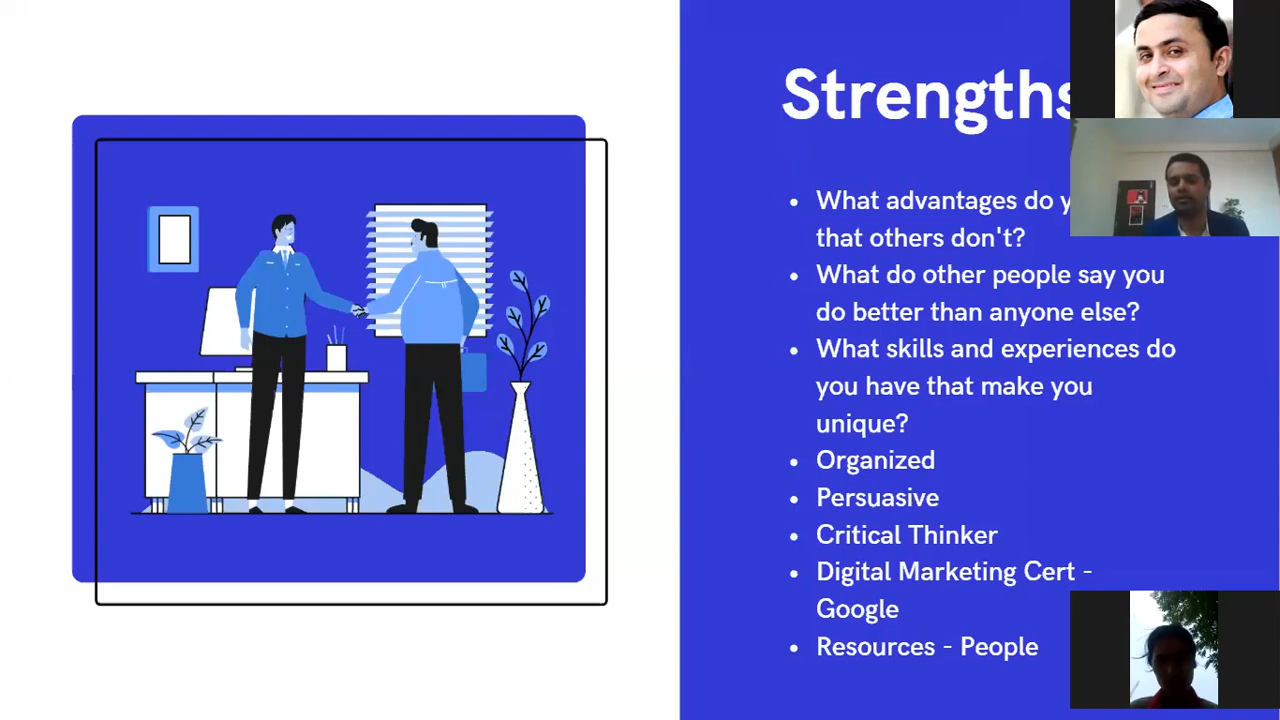 Strengths
What advantages do y
that others don't?
What do other people say you
do better than anyone else?
What skills and experiences do
you have that make you
unique?
Organized
Persuasive
Critical Thinker
Digital Marketing Cert -
Google
Resources - People